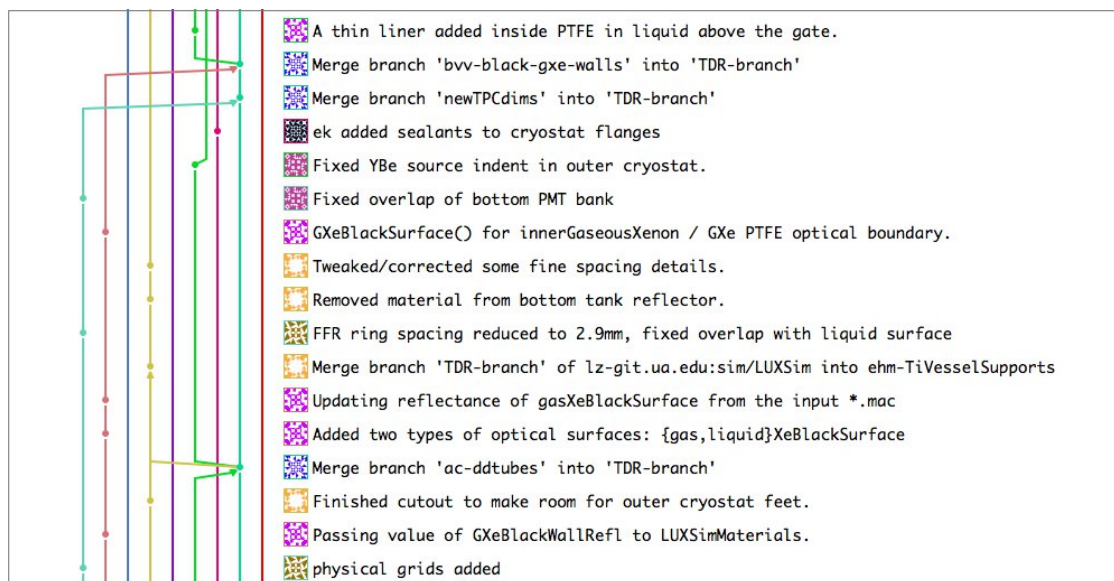 A thin liner added inside PTFE in liquid above the gate.
Merge branch 'bvv-black-gxe-walls' into 'TDR-branch'
Merge branch 'newTPCdims' into 'TDR-branch'
ek added sealants to cryostat flanges
Fixed YBe source indent in outer cryostat.
Fixed overlap of bottom PMT bank
GXeBlackSurface() for innerGaseousXenon / GXe PTFE optical boundary.
Tweaked/corrected some fine spacing details.
Removed material from bottom tank reflector.
FFR ring spacing reduced to 2.9mm, fixed overlap with liquid surface
Merge branch 'TDR-branch' of lz-git.ua.edu:sim/LUXSim into ehm-TiVesselSupports
Updating reflectance of gasXeBlackSurface from the input *.mac
Added two types of optical surfaces: {gas,liquid}XeBlackSurface
Merge branch 'ac-ddtubes' into 'TDR-branch'
Finished cutout to make room for outer cryostat feet.
Passing value of GXeBlackWallRefl to LUXSimMaterials.
physical grids added